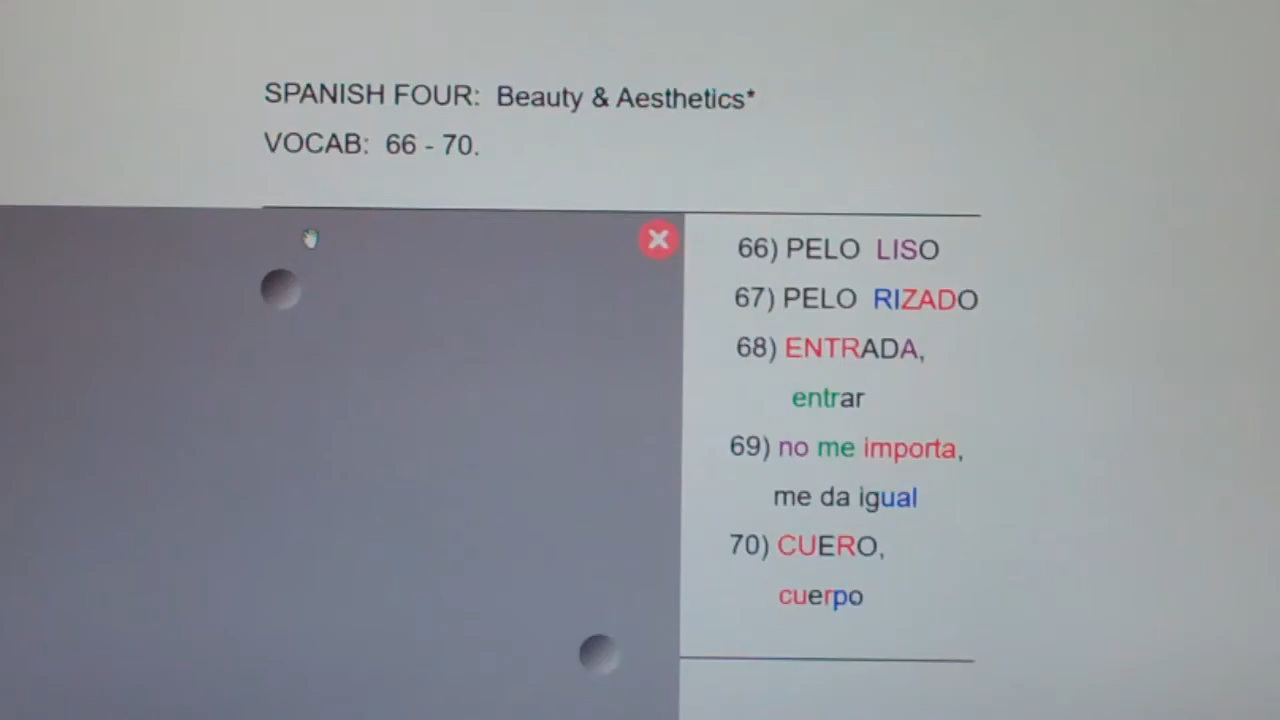 SPANISH FOUR: Beauty & Aesthetics*
VOCAB: 66 - 70.
66) PELO LISO
67) PELO RIZADO
68) ENTRADA,
entrar
69) no me importa,
me da igual
70) CUERO,
cuerpo